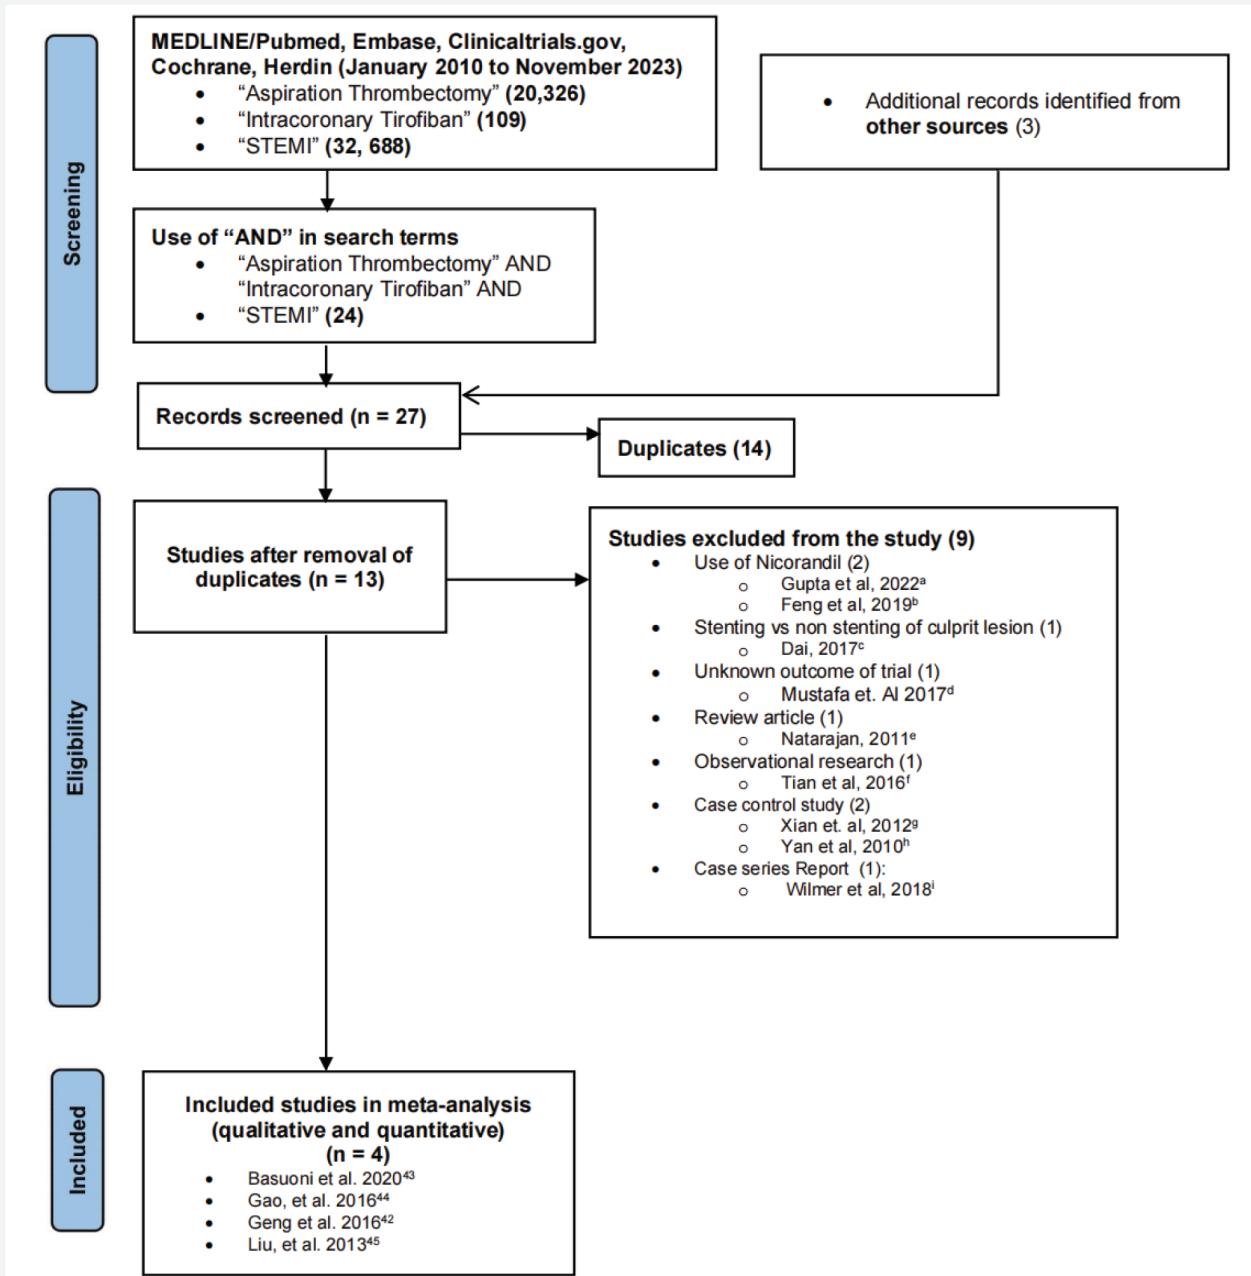 Screening
MEDLINE/Pubmed, Embase, Clinicaltrials.gov,
Cochrane, Herdin (January 2010 to November 2023)
• “Aspiration Thrombectomy” (20,326)
• “Intracoronary Tirofiban” (109)
• “STEMI” (32, 688)
• Additional records identified from
other sources (3)
Use of “AND” in search terms
• “Aspiration Thrombectomy” AND
“Intracoronary Tirofiban” AND
• “STEMI” (24)
Records screened (n = 27)
Duplicates (14)
Eligibility
Studies after removal of
duplicates (n = 13)
Studies excluded from the study (9)
• Use of Nicorandil (2)
o Gupta et al, 2022ᵃ
o Feng et al, 2019ᵇ
• Stenting vs non stenting of culprit lesion (1)
o Dai, 2017ᶜ
• Unknown outcome of trial (1)
o Mustafa et. Al 2017ᵈ
• Review article (1)
o Natarajan, 2011ᵉ
• Observational research (1)
o Tian et al, 2016ᶠ
• Case control study (2)
o Xian et. al, 2012ᵍ
o Yan et al, 2010ʰ
• Case series Report (1):
o Wilmer et al, 2018ⁱ
Included
Included studies in meta-analysis
(qualitative and quantitative)
(n = 4)
• Basuoni et al. 2020⁴³
• Gao, et al. 2016⁴⁴
• Geng et al. 2016⁴²
• Liu, et al. 2013⁴⁵